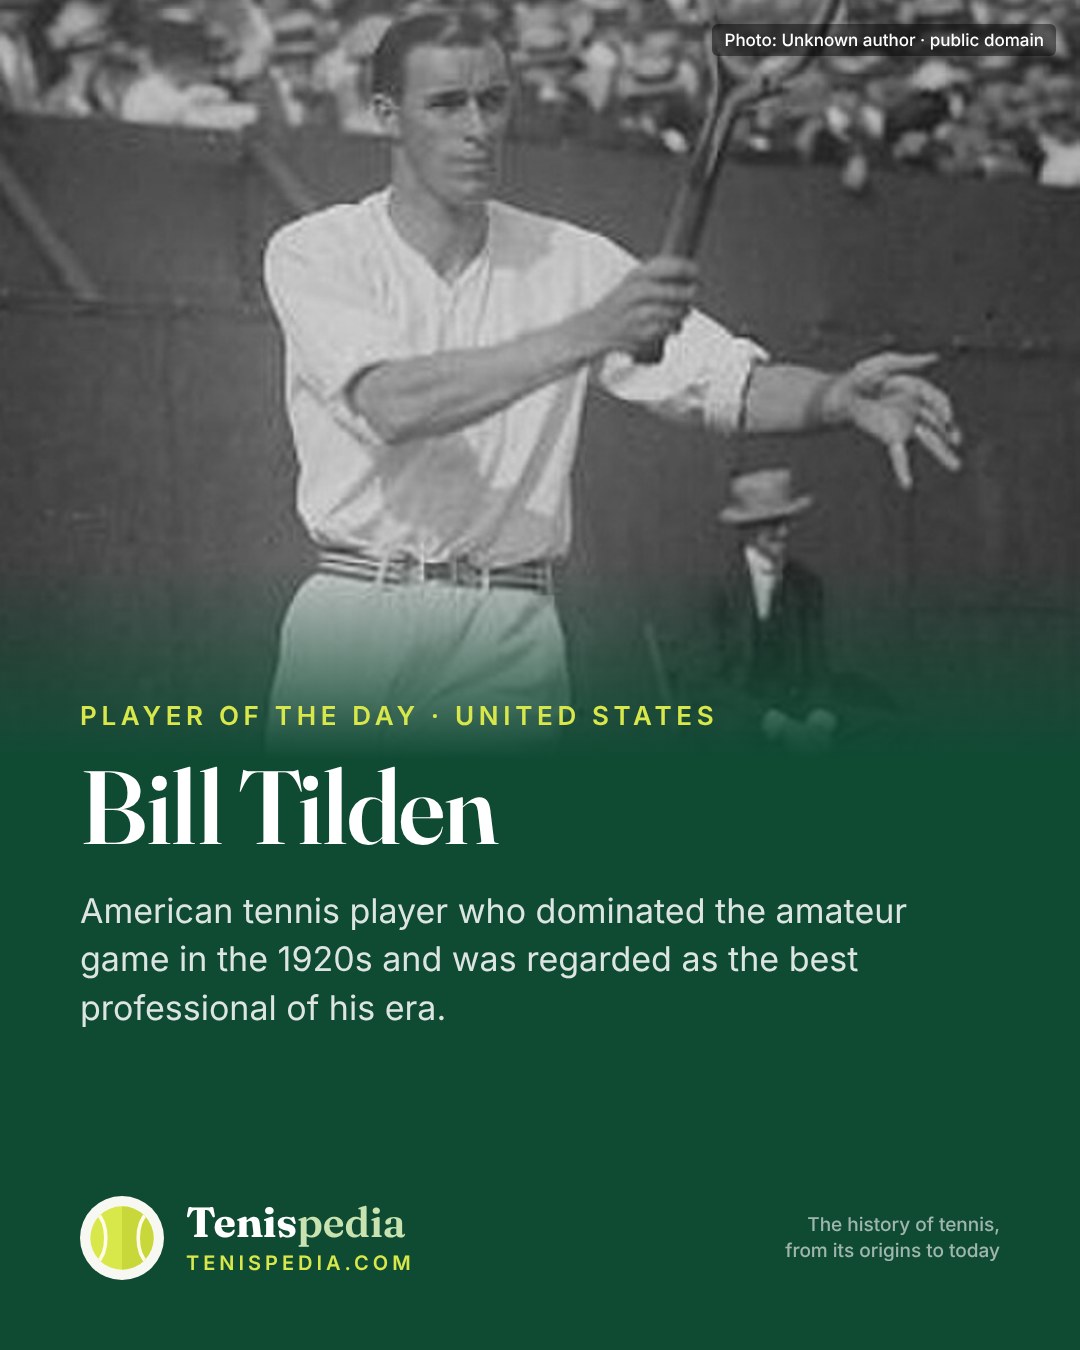 Photo: Unknown author · public domain
PLAYER OF THE DAY · UNITED STATES
Bill Tilden
American tennis player who dominated the amateur
game in the 1920s and was regarded as the best
professional of his era.
Tenispedia
TENISPEDIA.COM
The history of tennis,
from its origins to today